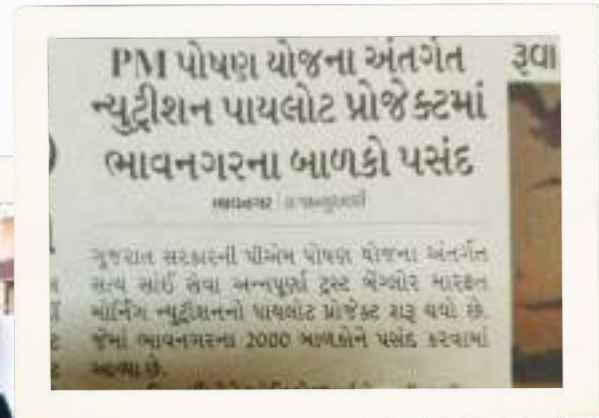 PM પોષણ યોજના અંતર્ગત
ન્યુટ્રીશન પાયલોટ પ્રોજેક્ટમાં
ભાવનગરના બાળકો પસંદ
ભાવનગર
ગુજરાત સરકારની પીએમ પોષણ યોજના અંતર્ગત
સત્ય સાંઈ સેવા અન્નપૂર્ણા ટ્રસ્ટ બેંગ્લોર મારફત
મોર્નિંગ ન્યુટ્રીશનનો પાયલોટ પ્રોજેક્ટ શરૂ થયો છે.
જેમાં ભાવનગરના 2000 બાળકોને પસંદ કરવામાં
આવ્યા છે.
રૂવા